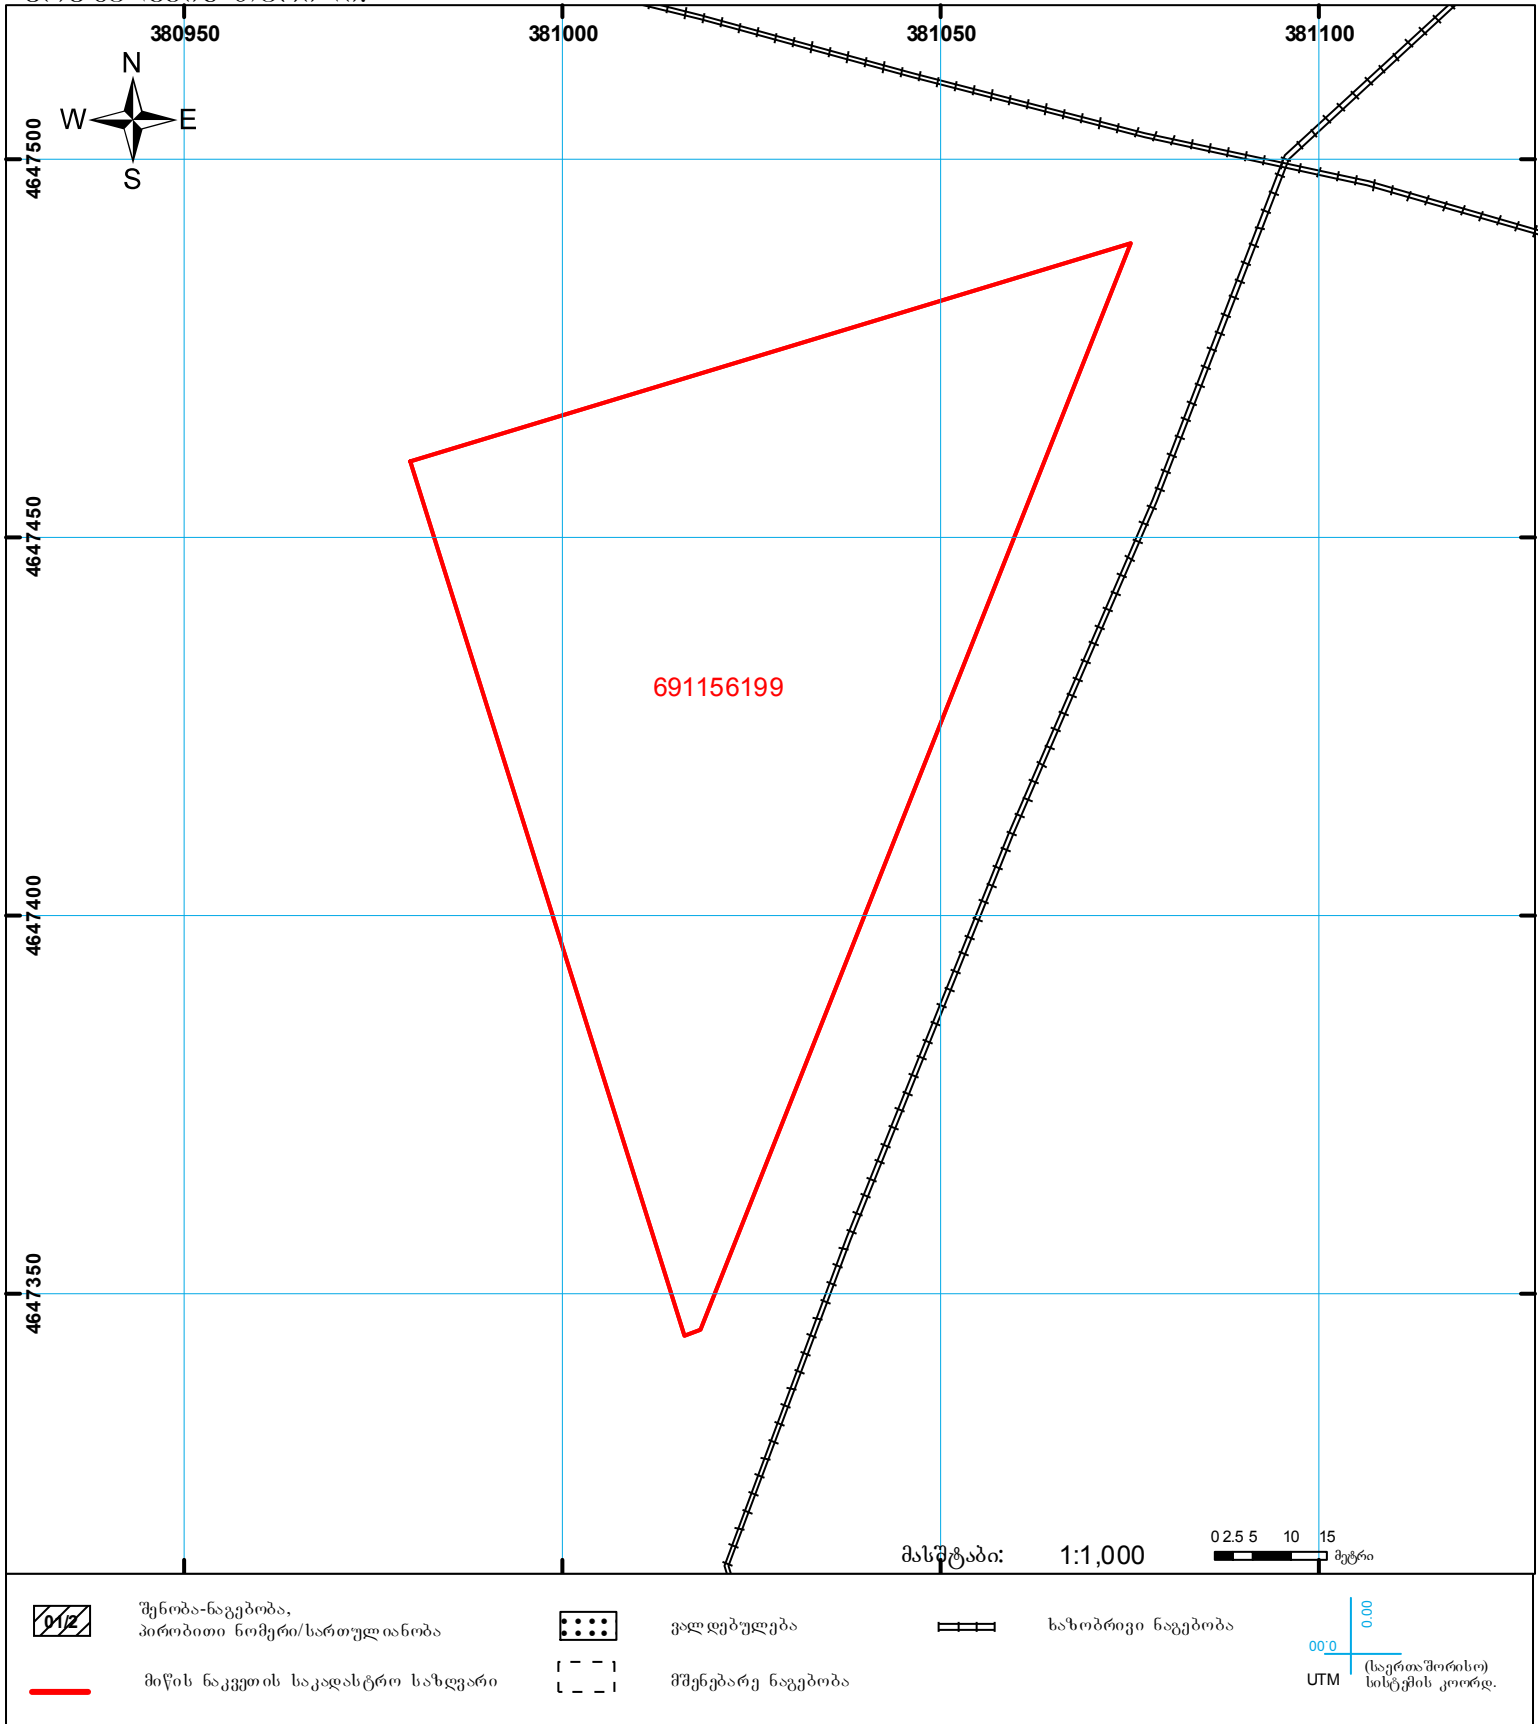 380950
381000
381050
381100
N
W E
S
4647500
4647450
4647400
4647350
691156199
მასშტაბი: 1:1,000
0 2.5 5 10 15
მეტრი
01/2
შენობა-ნაგებობა,
პირობითი ნომერი/სართულიანობა
ვალდებულება
ხაზობრივი ნაგებობა
მიწის ნაკვეთის საკადასტრო საზღვარი
მშენებარე ნაგებობა
0.00
0.00
UTM
(საერთაშორისო)
სისტემის კოორდ.